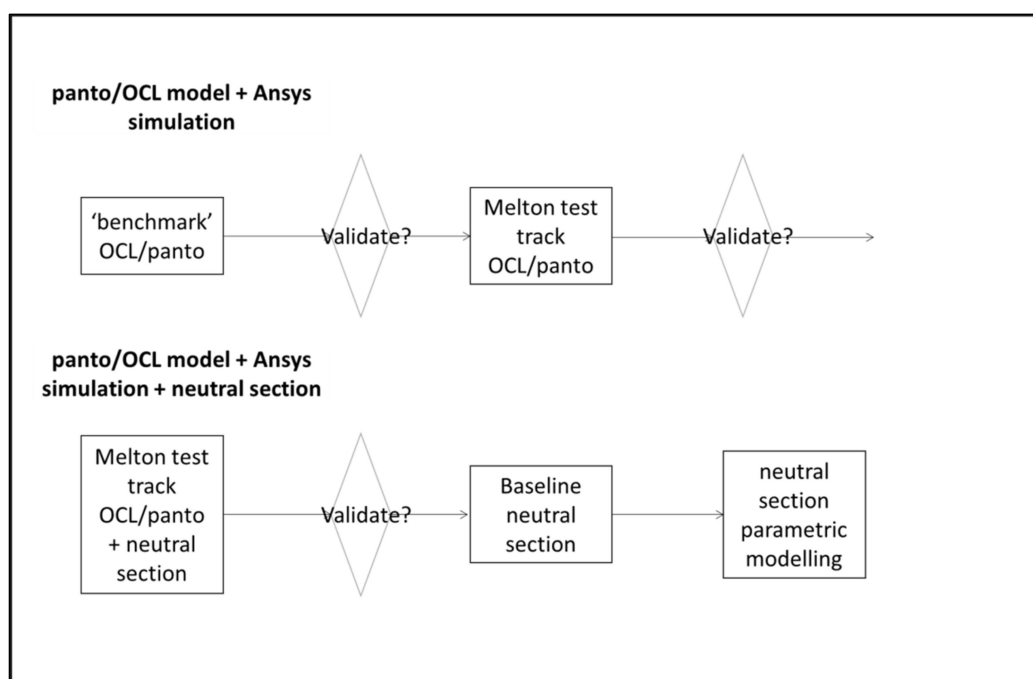 panto/OCL model + Ansys
simulation
‘benchmark’
OCL/panto
Validate?
Melton test
track
OCL/panto
Validate?
panto/OCL model + Ansys
simulation + neutral section
Melton test
track
OCL/panto
+ neutral
section
Validate?
Baseline
neutral
section
neutral
section
parametric
modelling